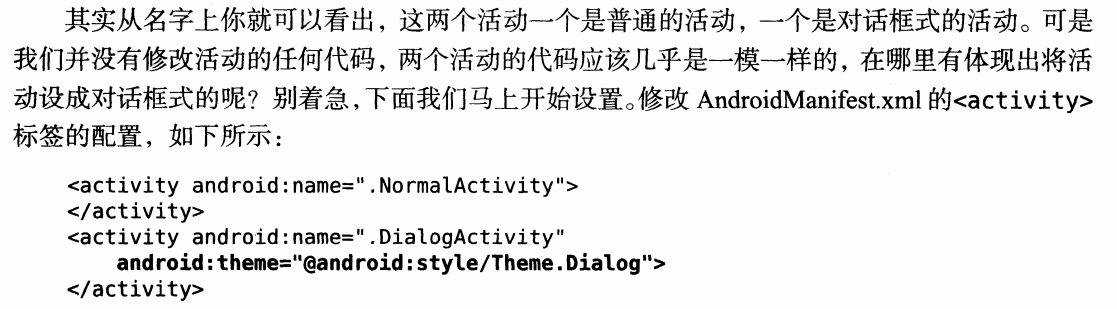 其实从名字上你就可以看出，这两个活动一个是普通的活动，一个是对话框式的活动。可是
我们并没有修改活动的任何代码，两个活动的代码应该几乎是一模一样的，在哪里有体现出将活
动设成对话框式的呢？别着急，下面我们马上开始设置。修改 AndroidManifest.xml 的<activity>
标签的配置，如下所示：
<activity android:name=".NormalActivity">
</activity>
<activity android:name=".DialogActivity"
android:theme="@android:style/Theme.Dialog">
</activity>